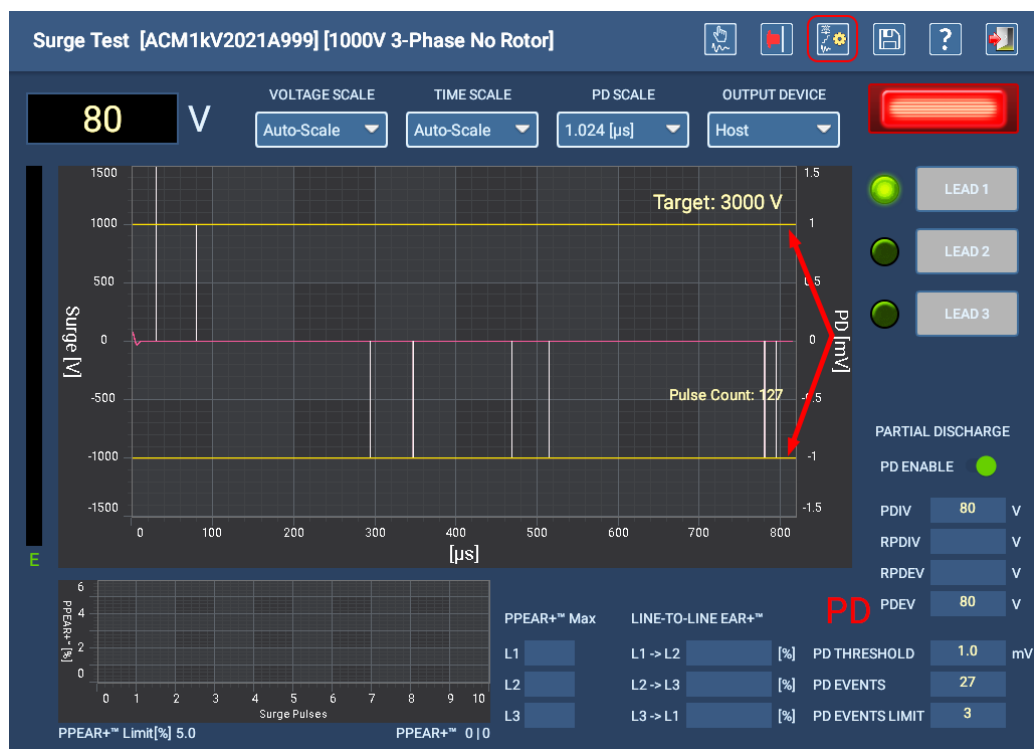 Surge Test [ACM1kV2021A999] [1000V 3-Phase No Rotor]
?
80 V
VOLTAGE SCALE
Auto-Scale
TIME SCALE
Auto-Scale
PD SCALE
1.024 [µs]
OUTPUT DEVICE
Host
LEAD 1
LEAD 2
LEAD 3
Surge [V]
1500
1000
500
0
-500
-1000
-1500
Target: 3000 V
Pulse Count: 127
1.5
1
0.5
0
-0.5
-1
-1.5
PD [mV]
0 100 200 300 400 500 600 700 800
[µs]
E
PARTIAL DISCHARGE
PD ENABLE
PDIV 80 V
RPDIV V
RPDEV V
PDEV 80 V
PD
PD THRESHOLD 1.0 mV
PD EVENTS 27
PD EVENTS LIMIT 3
PPEAR+™ [%]
6
4
2
0
0 1 2 3 4 5 6 7 8 9 10
Surge Pulses
PPEAR+™ Limit[%] 5.0
PPEAR+™ 0|0
PPEAR+™ Max
L1
L2
L3
LINE-TO-LINE EAR+™
L1 -> L2 [%]
L2 -> L3 [%]
L3 -> L1 [%]